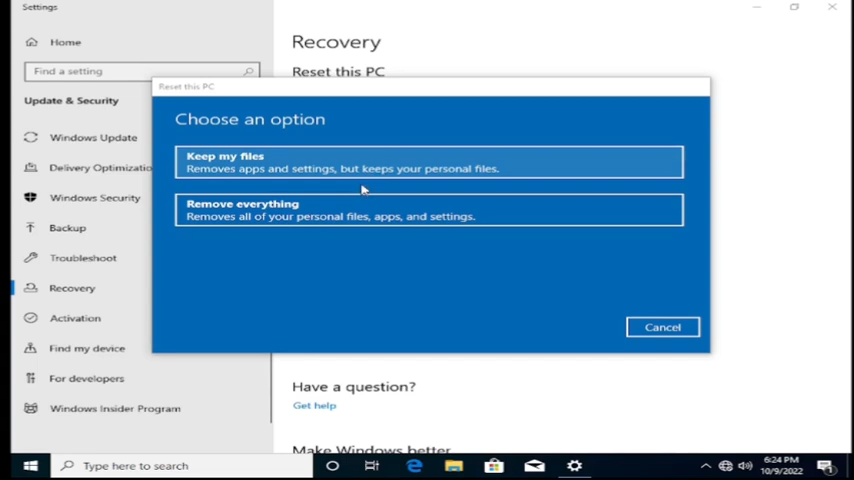 Settings
Home
Recovery
Find a setting
Reset this PC
Reset this PC
Update & Security
Choose an option
Windows Update
Keep my files
Removes apps and settings, but keeps your personal files.
Delivery Optimizatio
Windows Security
Remove everything
Removes all of your personal files, apps, and settings.
Backup
Troubleshoot
Recovery
Activation
Cancel
Find my device
For developers
Have a question?
Get help
Windows Insider Program
Make Windows better
Type here to search
6:24 PM
10/9/2022
1